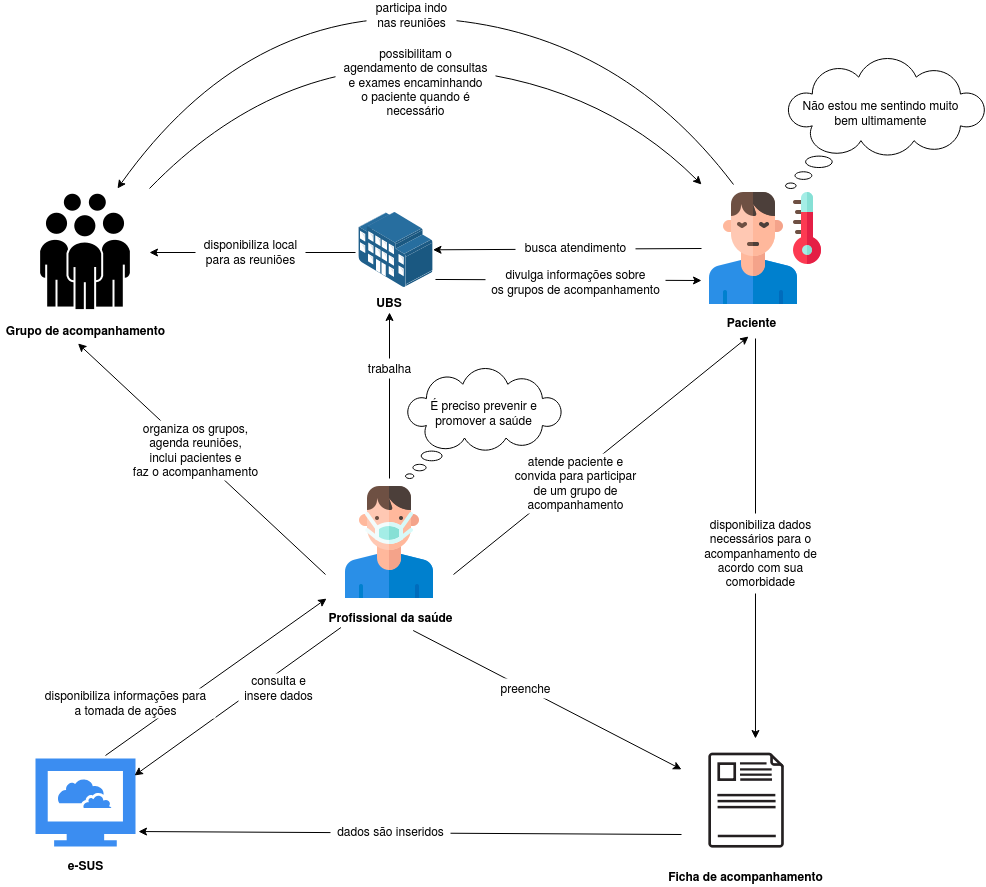 participa indo
nas reuniões
possibilitam o
agendamento de consultas
e exames encaminhando
o paciente quando é
necessário
Não estou me sentindo muito
bem ultimamente
disponibiliza local
para as reuniões
busca atendimento
divulga informações sobre
os grupos de acompanhamento
UBS
Grupo de acompanhamento
Paciente
trabalha
É preciso prevenir e
promover a saúde
organiza os grupos,
agenda reuniões,
inclui pacientes e
faz o acompanhamento
atende paciente e
convida para participar
de um grupo de
acompanhamento
disponibiliza dados
necessários para o
acompanhamento de
acordo com sua
comorbidade
Profissional da saúde
disponibiliza informações para
a tomada de ações
consulta e
insere dados
preenche
dados são inseridos
e-SUS
Ficha de acompanhamento